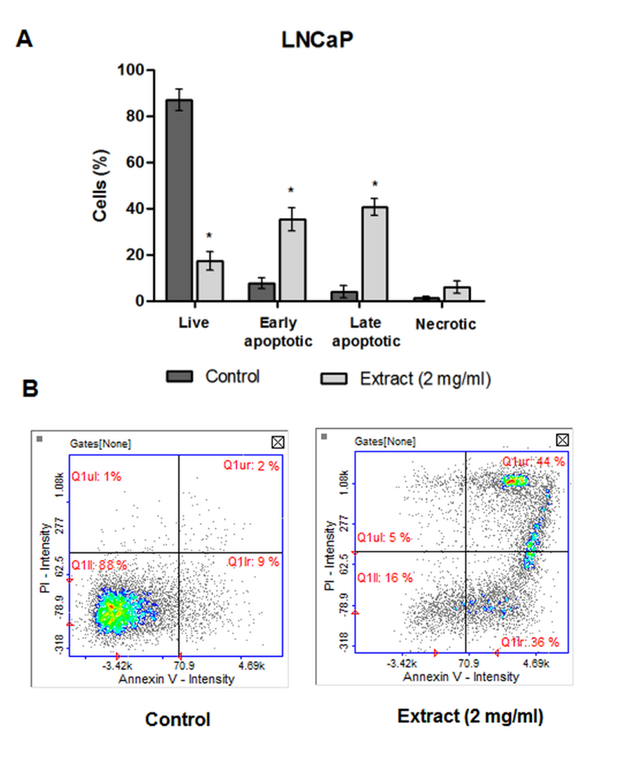 A
LNCaP
Cells (%)
100
80
60
40
20
0
*
*
*
Live
Early
apoptotic
Late
apoptotic
Necrotic
Control
Extract (2 mg/ml)
B
Gates[None]
Q1ul: 1%
Q1ur: 2 %
Q1ll: 88 %
Q1lr: 9 %
PI - Intensity
1.08k
277
62.5
-78.9
-318
-3.42k
70.9
4.69k
Annexin V - Intensity
Control
Gates[None]
Q1ur: 44 %
Q1ul: 5 %
Q1ll: 16 %
Q1lr: 36 %
PI - Intensity
1.08k
277
62.5
-78.9
-318
-3.42k
70.9
4.69k
Annexin V - Intensity
Extract (2 mg/ml)